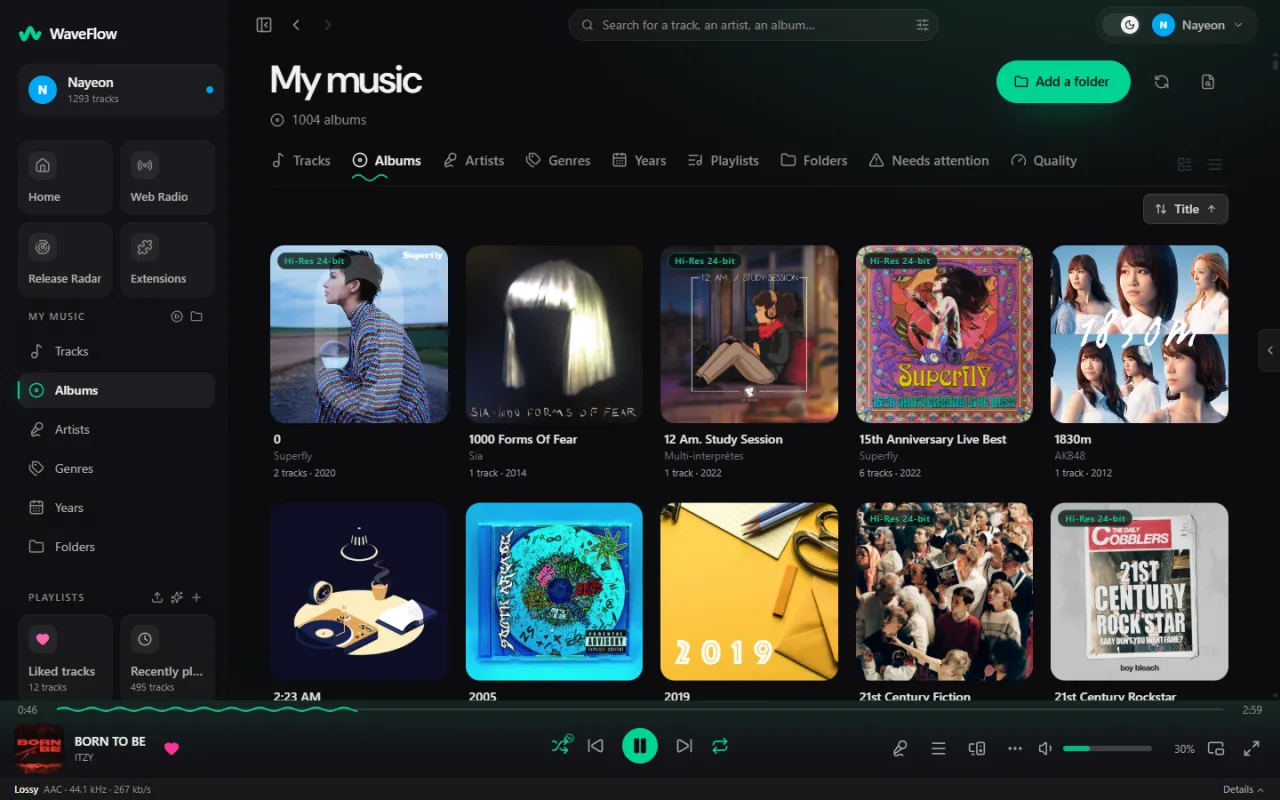 WaveFlow
Search for a track, an artist, an album...
N
Nayeon
N
Nayeon
1293 tracks
My music
1004 albums
Add a folder
Home
Web Radio
Release Radar
Extensions
Tracks
Albums
Artists
Genres
Years
Playlists
Folders
Needs attention
Quality
Title
MY MUSIC
Tracks
Albums
Artists
Genres
Years
Folders
PLAYLISTS
Liked tracks
12 tracks
Recently pl...
495 tracks
Hi-Res 24-bit
Superfly
0
Superfly
2 tracks · 2020
SIA - 1000 FORMS OF FEAR
1000 Forms Of Fear
Sia
1 track · 2014
Hi-Res 24-bit
12 AM. / STUDY SESSION
12 Am. Study Session
Multi-interprètes
1 track · 2022
Hi-Res 24-bit
Superfly
15TH ANNIVERSARY LIVE BEST
15th Anniversary Live Best
Superfly
6 tracks · 2022
1830m
1830m
AKB48
1 track · 2012
2:23 AM
PARENTAL
ADVISORY
EXPLICIT CONTENT
2005
2019
2019
Hi-Res 24-bit
21st Century Fiction
Hi-Res 24-bit
THE DAILY
COBBLERS
21ST
CENTURY
ROCK'STAR
BABY DON'T YOU WANT FAME?
boy bleach
21st Century Rockstar
0:46
2:59
BORN TO BE
BORN TO BE
ITZY
30%
Lossy AAC · 44.1 kHz · 267 kb/s
Details